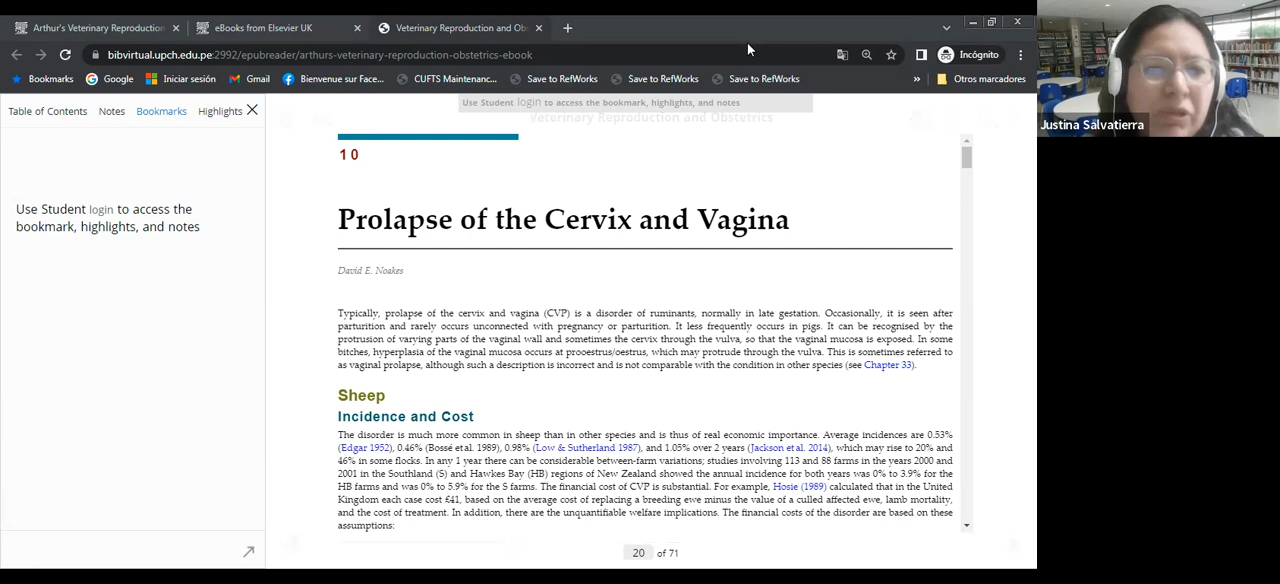 Arthur's Veterinary Reproduction
eBooks from Elsevier UK
Veterinary Reproduction and Obs
bibvirtual.upch.edu.pe:2992/epubreader/arthurs-veterinary-reproduction-obstetrics-ebook
Incógnito
Bookmarks
Google
Iniciar sesión
Gmail
Bienvenue sur Face...
CUFTS Maintenanc...
Save to RefWorks
Save to RefWorks
Save to RefWorks
»
Otros marcadores
Table of Contents
Notes
Bookmarks
Highlights
Use Student login to access the bookmark, highlights, and notes
Veterinary Reproduction and Obstetrics
Use Student login to access the
bookmark, highlights, and notes
10
Prolapse of the Cervix and Vagina
David E. Noakes
Typically, prolapse of the cervix and vagina (CVP) is a disorder of ruminants, normally in late gestation. Occasionally, it is seen after
parturition and rarely occurs unconnected with pregnancy or parturition. It less frequently occurs in pigs. It can be recognised by the
protrusion of varying parts of the vaginal wall and sometimes the cervix through the vulva, so that the vaginal mucosa is exposed. In some
bitches, hyperplasia of the vaginal mucosa occurs at prooestrus/oestrus, which may protrude through the vulva. This is sometimes referred to
as vaginal prolapse, although such a description is incorrect and is not comparable with the condition in other species (see Chapter 33).
Sheep
Incidence and Cost
The disorder is much more common in sheep than in other species and is thus of real economic importance. Average incidences are 0.53%
(Edgar 1952), 0.46% (Bossé et al. 1989), 0.98% (Low & Sutherland 1987), and 1.05% over 2 years (Jackson et al. 2014), which may rise to 20% and
46% in some flocks. In any 1 year there can be considerable between-farm variations; studies involving 113 and 88 farms in the years 2000 and
2001 in the Southland (S) and Hawkes Bay (HB) regions of New Zealand showed the annual incidence for both years was 0% to 3.9% for the
HB farms and was 0% to 5.9% for the S farms. The financial cost of CVP is substantial. For example, Hosie (1989) calculated that in the United
Kingdom each case cost £41, based on the average cost of replacing a breeding ewe minus the value of a culled affected ewe, lamb mortality,
and the cost of treatment. In addition, there are the unquantifiable welfare implications. The financial costs of the disorder are based on these
assumptions:
20 of 71
Justina Salvatierra